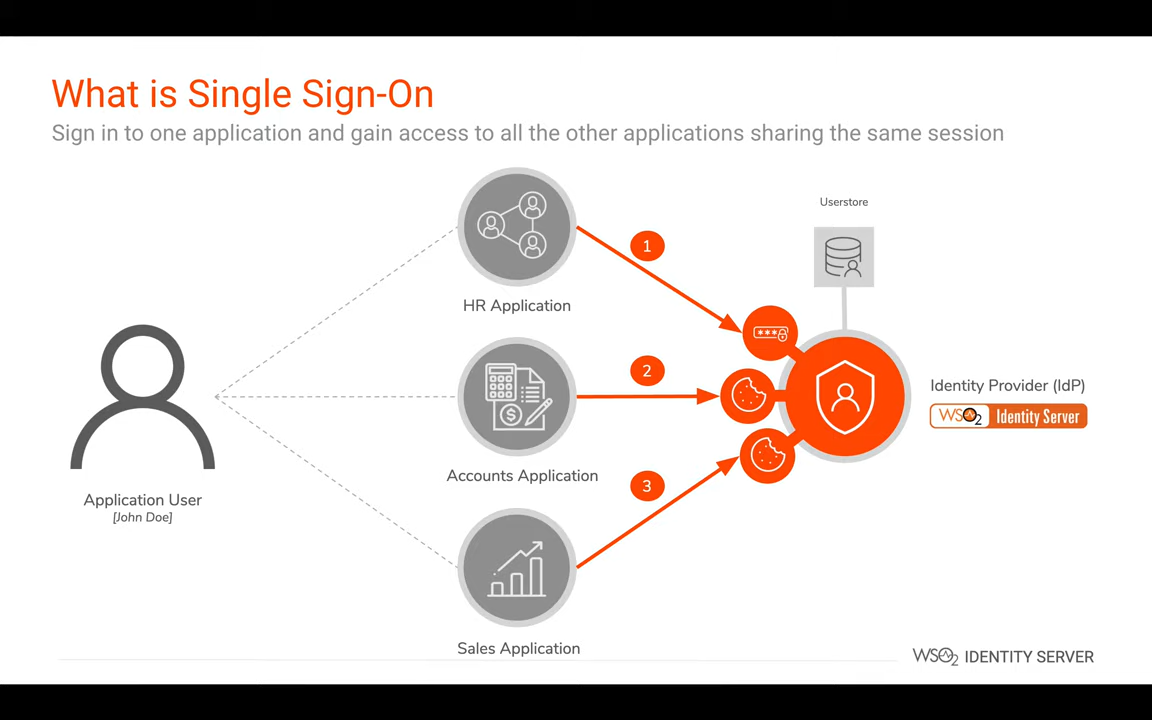 What is Single Sign-On
Sign in to one application and gain access to all the other applications sharing the same session
Userstore
1
HR Application
***
2
Identity Provider (IdP)
WSO2 Identity Server
Accounts Application
3
Application User
[John Doe]
Sales Application
WSO2 IDENTITY SERVER